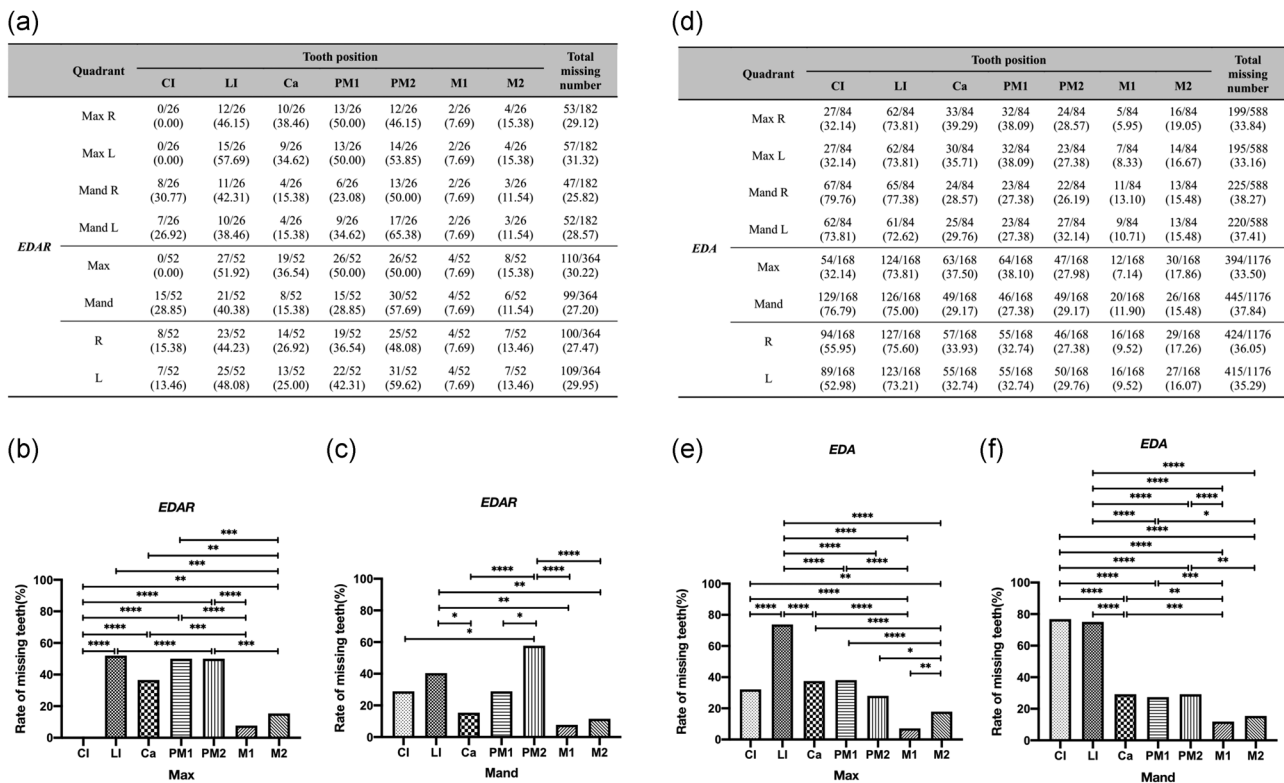 (a)
Quadrant Tooth position Total missing number
CI LI Ca PM1 PM2 M1 M2
EDAR
Max R 0/26 12/26 10/26 13/26 12/26 2/26 4/26 53/182
(0.00) (46.15) (38.46) (50.00) (46.15) (7.69) (15.38) (29.12)
Max L 0/26 15/26 9/26 13/26 14/26 2/26 4/26 57/182
(0.00) (57.69) (34.62) (50.00) (53.85) (7.69) (15.38) (31.32)
Mand R 8/26 11/26 4/26 6/26 13/26 2/26 3/26 47/182
(30.77) (42.31) (15.38) (23.08) (50.00) (7.69) (11.54) (25.82)
Mand L 7/26 10/26 4/26 9/26 17/26 2/26 3/26 52/182
(26.92) (38.46) (15.38) (34.62) (65.38) (7.69) (11.54) (28.57)
Max 0/52 27/52 19/52 26/52 26/52 4/52 8/52 110/364
(0.00) (51.92) (36.54) (50.00) (50.00) (7.69) (15.38) (30.22)
Mand 15/52 21/52 8/52 15/52 30/52 4/52 6/52 99/364
(28.85) (40.38) (15.38) (28.85) (57.69) (7.69) (11.54) (27.20)
R 8/52 23/52 14/52 19/52 25/52 4/52 7/52 100/364
(15.38) (44.23) (26.92) (36.54) (48.08) (7.69) (13.46) (27.47)
L 7/52 25/52 13/52 22/52 31/52 4/52 7/52 109/364
(13.46) (48.08) (25.00) (42.31) (59.62) (7.69) (13.46) (29.95)
(d)
Quadrant Tooth position Total missing number
CI LI Ca PM1 PM2 M1 M2
EDA
Max R 27/84 62/84 33/84 32/84 24/84 5/84 16/84 199/588
(32.14) (73.81) (39.29) (38.09) (28.57) (5.95) (19.05) (33.84)
Max L 27/84 62/84 30/84 32/84 23/84 7/84 14/84 195/588
(32.14) (73.81) (35.71) (38.09) (27.38) (8.33) (16.67) (33.16)
Mand R 67/84 65/84 24/84 23/84 22/84 11/84 13/84 225/588
(79.76) (77.38) (28.57) (27.38) (26.19) (13.10) (15.48) (38.27)
Mand L 62/84 61/84 25/84 23/84 27/84 9/84 13/84 220/588
(73.81) (72.62) (29.76) (27.38) (32.14) (10.71) (15.48) (37.41)
Max 54/168 124/168 63/168 64/168 47/168 12/168 30/168 394/1176
(32.14) (73.81) (37.50) (38.10) (27.98) (7.14) (17.86) (33.50)
Mand 129/168 126/168 49/168 46/168 49/168 20/168 26/168 445/1176
(76.79) (75.00) (29.17) (27.38) (29.17) (11.90) (15.48) (37.84)
R 94/168 127/168 57/168 55/168 46/168 16/168 29/168 424/1176
(55.95) (75.60) (33.93) (32.74) (27.38) (9.52) (17.26) (36.05)
L 89/168 123/168 55/168 55/168 50/168 16/168 27/168 415/1176
(52.98) (73.21) (32.74) (32.74) (29.76) (9.52) (16.07) (35.29)
(b)
EDAR
***
**
***
**
**** ****
**** ****
**** ***
**** **** ***
Rate of missing teeth(%)
100
80
60
40
20
0
CI LI Ca PM1 PM2 M1 M2
Max
(c)
EDAR
****
**** ****
**
**
* *
*
Rate of missing teeth(%)
100
80
60
40
20
0
CI LI Ca PM1 PM2 M1 M2
Mand
(e)
EDA
****
****
****
**** ****
**
****
**** **** ****
****
*
**
Rate of missing teeth(%)
100
80
60
40
20
0
CI LI Ca PM1 PM2 M1 M2
Max
(f)
EDA
****
****
**** ****
**** *
****
****
**** **
**** ***
**** **
**** ***
Rate of missing teeth(%)
100
80
60
40
20
0
CI LI Ca PM1 PM2 M1 M2
Mand